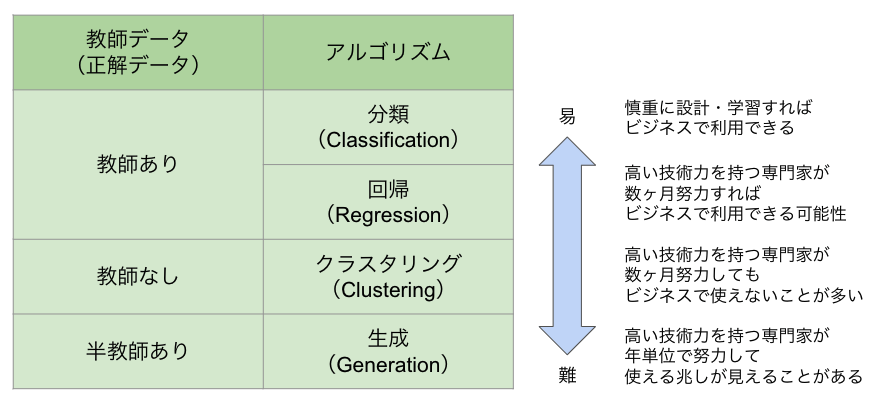 教師データ
（正解データ）
アルゴリズム
教師あり
分類
（Classification）
回帰
（Regression）
教師なし
クラスタリング
（Clustering）
半教師あり
生成
（Generation）
易
難
慎重に設計・学習すれば
ビジネスで利用できる
高い技術力を持つ専門家が
数ヶ月努力すれば
ビジネスで利用できる可能性
高い技術力を持つ専門家が
数ヶ月努力しても
ビジネスで使えないことが多い
高い技術力を持つ専門家が
年単位で努力して
使える兆しが見えることがある